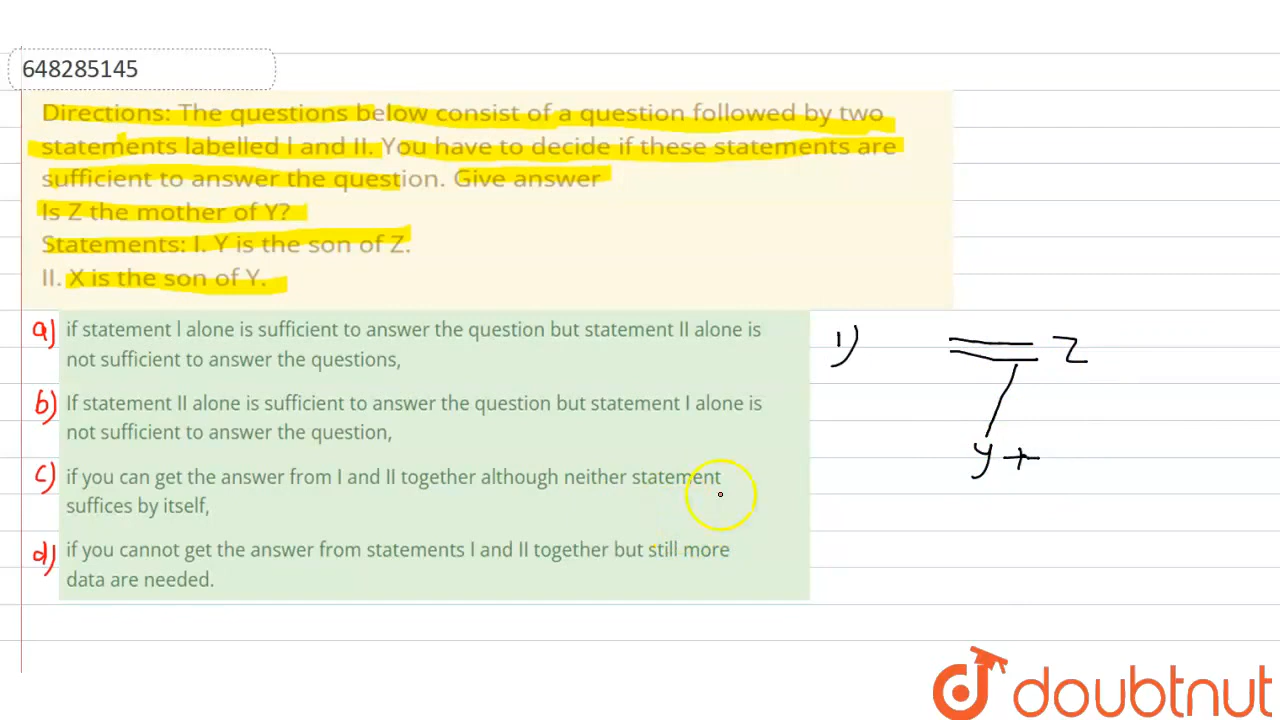 648285145
Directions: The questions below consist of a question followed by two
statements labelled l and II. You have to decide if these statements are
sufficient to answer the question. Give answer
Is Z the mother of Y?
Statements: I. Y is the son of Z.
II. X is the son of Y.
a) if statement l alone is sufficient to answer the question but statement II alone is
not sufficient to answer the questions,
b) If statement II alone is sufficient to answer the question but statement I alone is
not sufficient to answer the question,
c) if you can get the answer from I and II together although neither statement
suffices by itself,
d) if you cannot get the answer from statements I and II together but still more
data are needed.
1) Z
y +
doubtnut